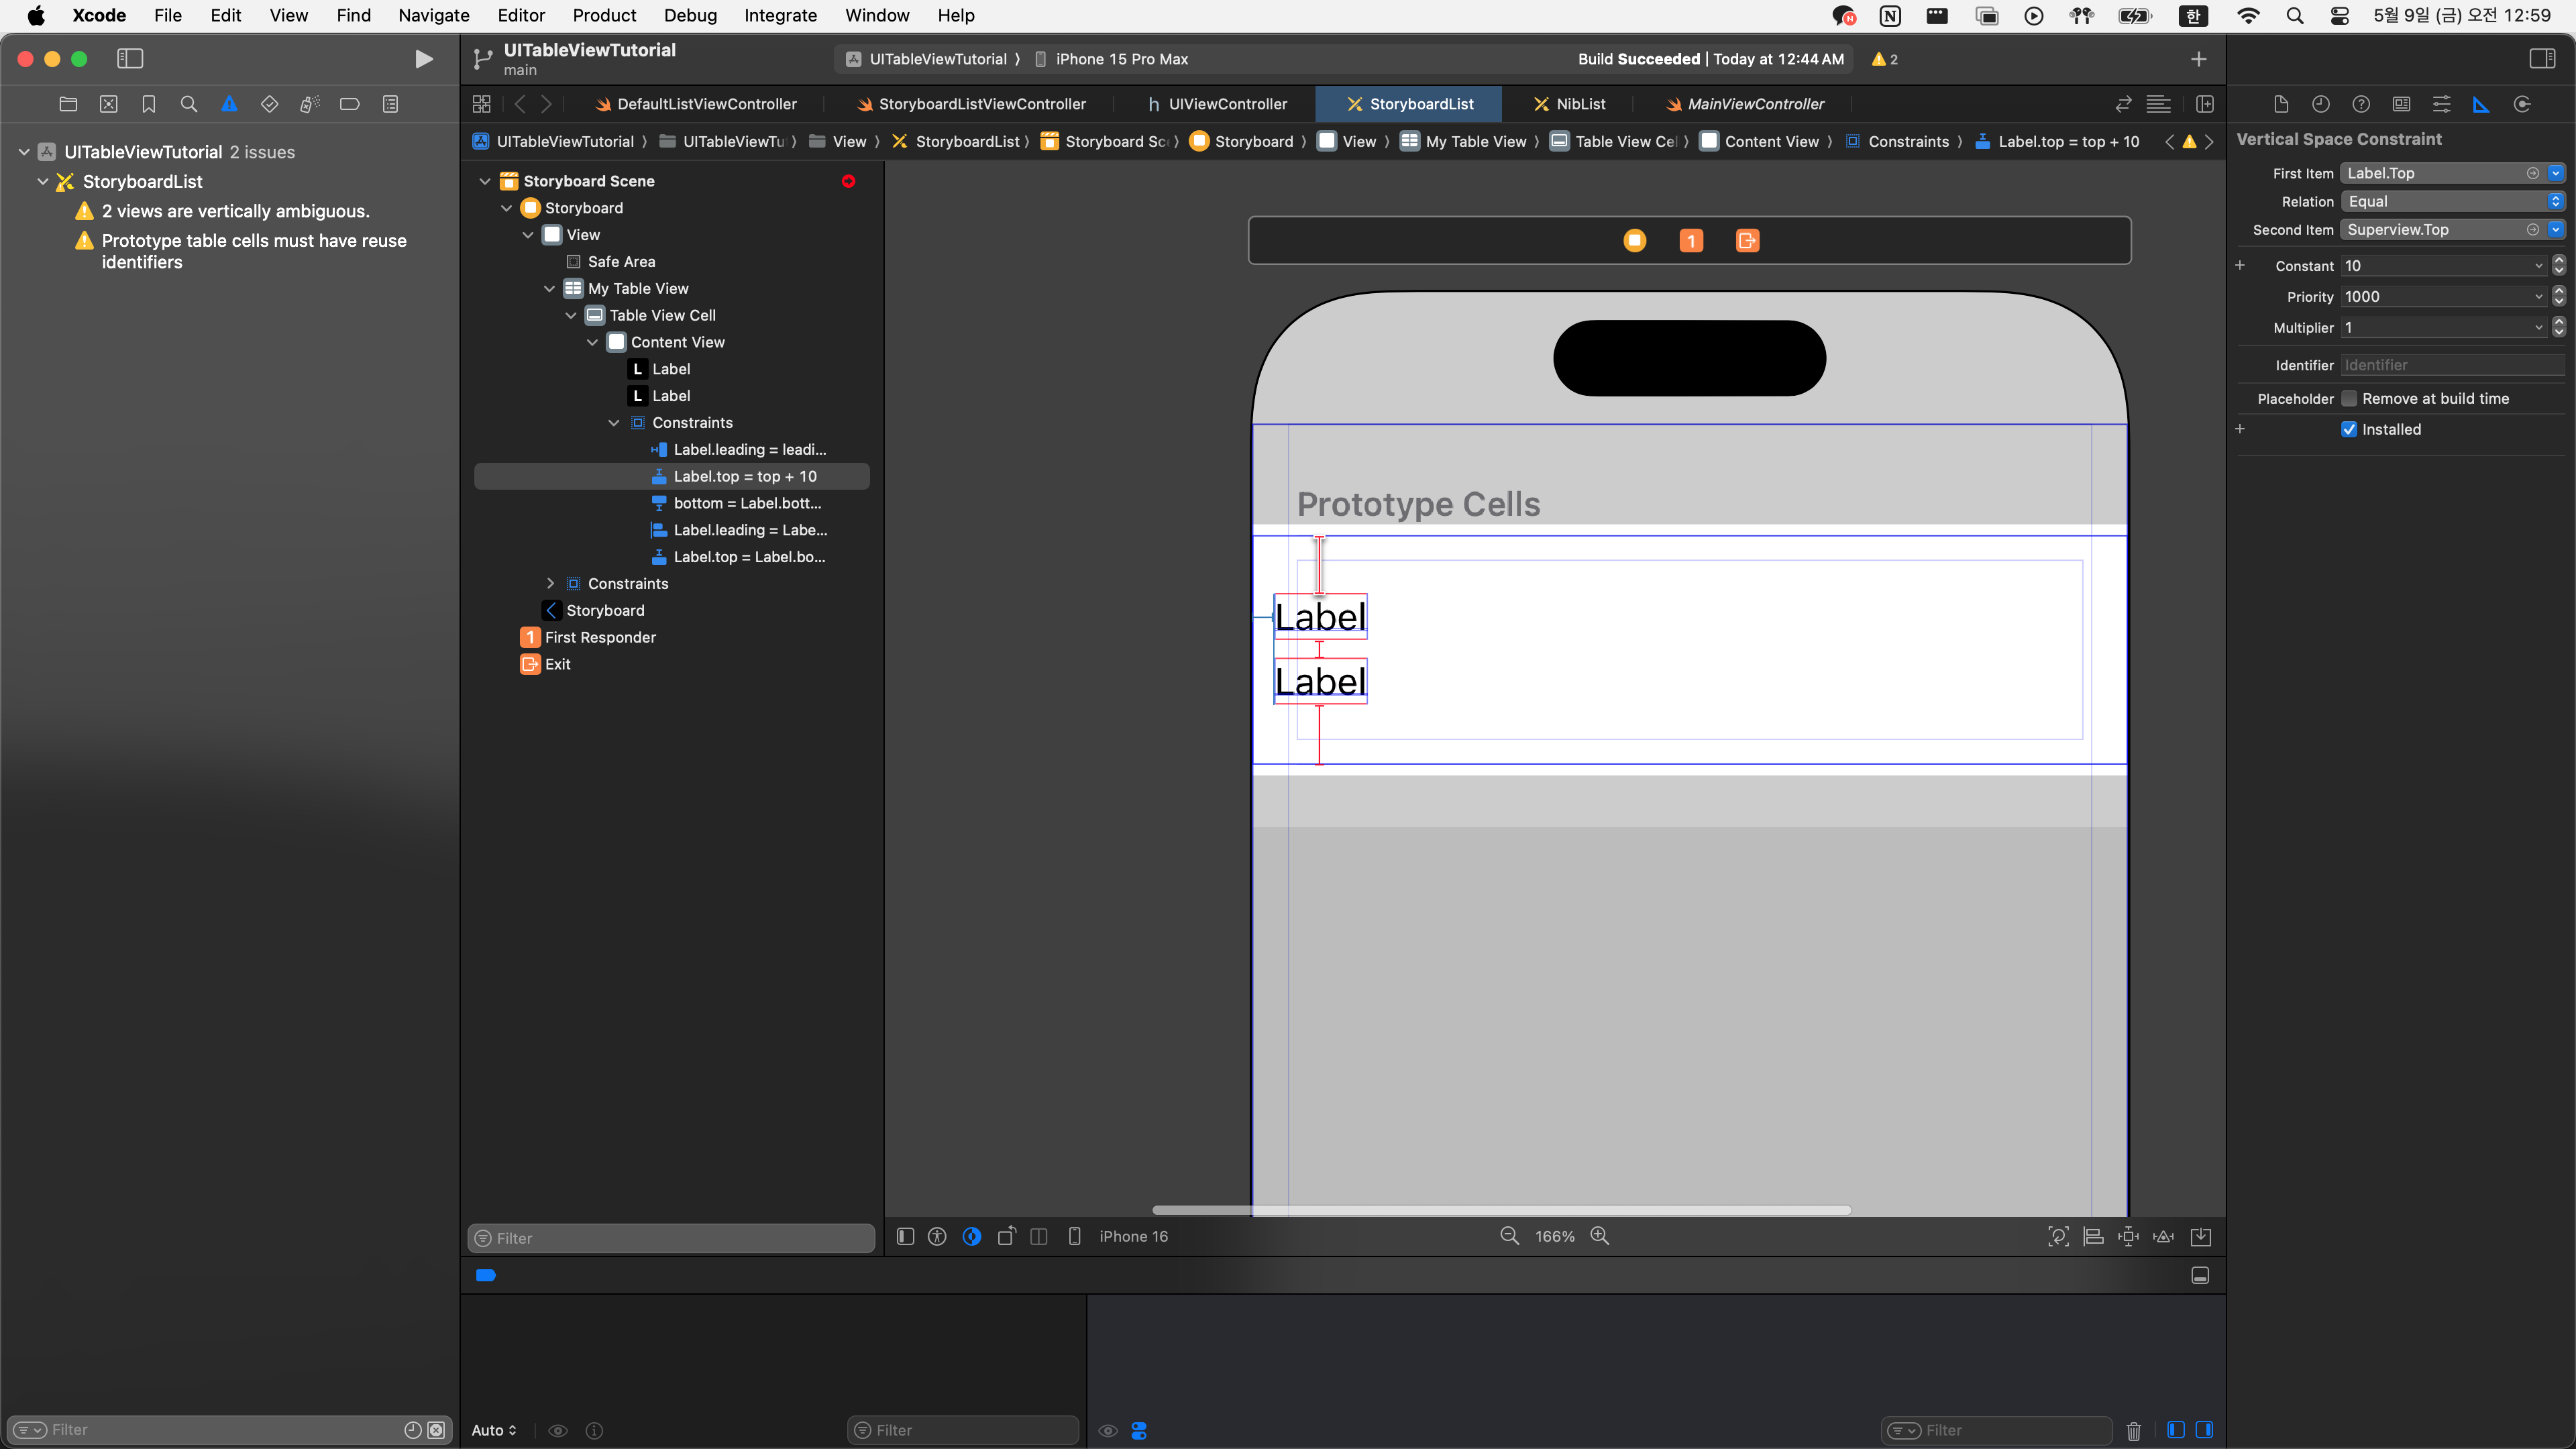 Xcode File Edit View Find Navigate Editor Product Debug Integrate Window Help
N N 한 5월 9일 (금) 오전 12:59
UITableViewTutorial
main
UITableViewTutorial 〉 iPhone 15 Pro Max
Build Succeeded | Today at 12:44 AM 2
DefaultListViewController StoryboardListViewController h UIViewController StoryboardList NibList MainViewController
UITableViewTutorial 〉 UITableViewTu 〉 View 〉 StoryboardList 〉 Storyboard Sc 〉 Storyboard 〉 View 〉 My Table View 〉 Table View Cel 〉 Content View 〉 Constraints 〉 Label.top = top + 10
UITableViewTutorial 2 issues
StoryboardList
2 views are vertically ambiguous.
Prototype table cells must have reuse
identifiers
Storyboard Scene
Storyboard
View
Safe Area
My Table View
Table View Cell
Content View
L Label
L Label
Constraints
Label.leading = leadi...
Label.top = top + 10
bottom = Label.bott...
Label.leading = Labe...
Label.top = Label.bo...
Constraints
Storyboard
1 First Responder
Exit
1
Prototype Cells
Label
Label
Vertical Space Constraint
First Item Label.Top
Relation Equal
Second Item Superview.Top
Constant 10
Priority 1000
Multiplier 1
Identifier Identifier
Placeholder Remove at build time
Installed
Filter
iPhone 16
166%
Filter
Auto
Filter
Filter